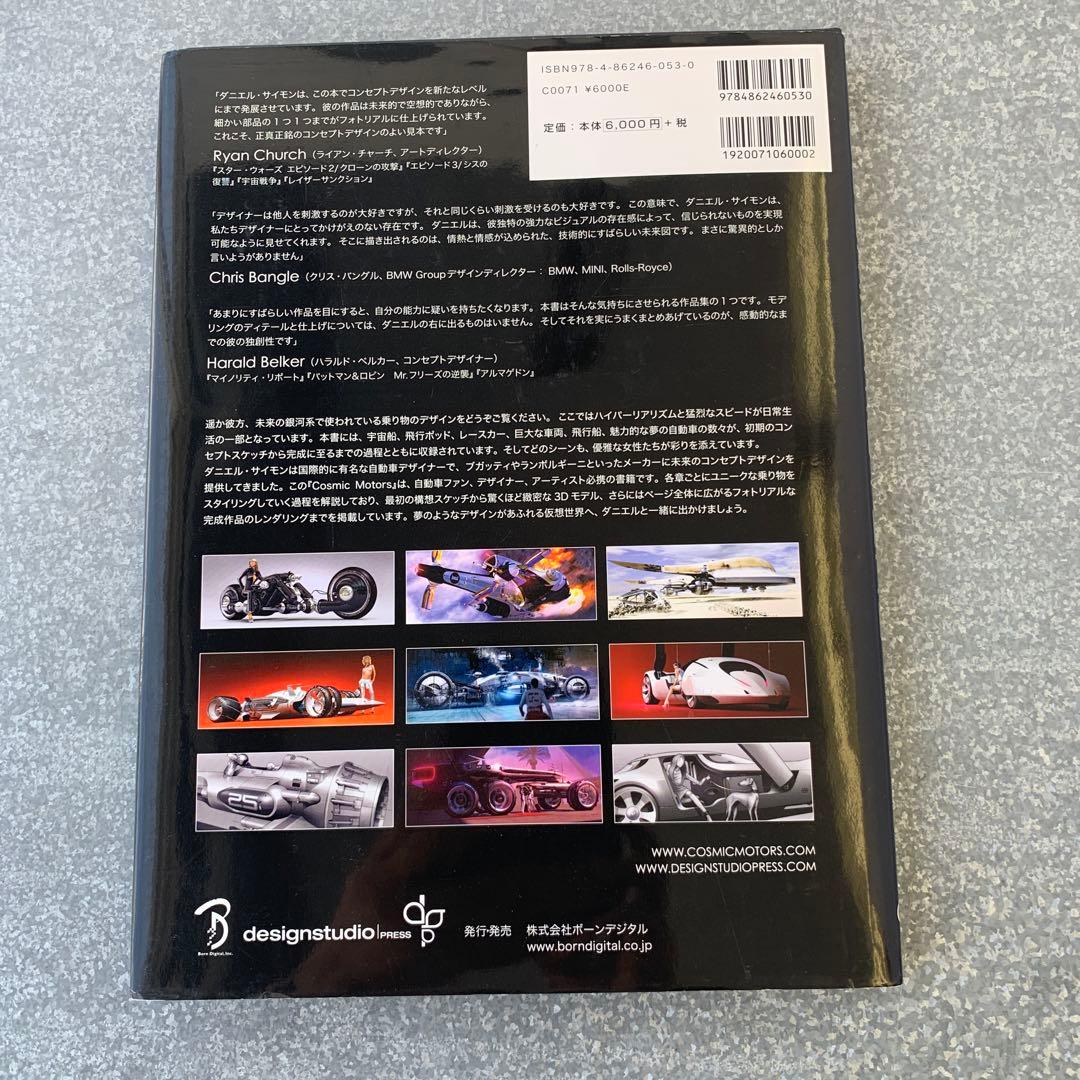 ISBN978-4-86246-053-0
C0071 ¥6000E
定価：本体 6,000円 +税
9784862460530
1920071060002
「ダニエル・サイモンは、この本でコンセプトデザインを新たなレベル
にまで発展させています。彼の作品は未来的で空想的でありながら、
細かい部品の1つ1つまでがフォトリアルに仕上げられています。
これこそ、正真正銘のコンセプトデザインのよい見本です」
Ryan Church（ライアン・チャーチ、アートディレクター）
『スター・ウォーズ エピソード2/クローンの攻撃』『エピソード3/シスの
復讐』『宇宙戦争』『レイザーサンクション』
「デザイナーは他人を刺激するのが大好きですが、それと同じくらい刺激を受けるのも大好きです。この意味で、ダニエル・サイモンは、
私たちデザイナーにとってかけがえのない存在です。ダニエルは、彼独特の強力なビジュアルの存在感によって、信じられないものを実現
可能なように見せてくれます。そこに描き出されるのは、情熱と情感が込められた、技術的にすばらしい未来図です。まさに驚異的としか
言いようがありません」
Chris Bangle（クリス・バングル、BMW Groupデザインディレクター：BMW、MINI、Rolls-Royce）
「あまりにすばらしい作品を目にすると、自分の能力に疑いを持ちたくなります。本書はそんな気持ちにさせられる作品集の1つです。モデ
リングのディテールと仕上げについては、ダニエルの右に出るものはいません。そしてそれを実にうまくまとめあげているのが、感動的なま
での彼の独創性です」
Harald Belker（ハラルド・ベルカー、コンセプトデザイナー）
『マイノリティ・リポート』『バットマン&ロビン Mr.フリーズの逆襲』『アルマゲドン』
遥か彼方、未来の銀河系で使われている乗り物のデザインをどうぞご覧ください。ここではハイパーリアリズムと猛烈なスピードが日常生
活の一部となっています。本書には、宇宙船、飛行ポッド、レースカー、巨大な車両、飛行船、魅力的な夢の自動車の数々が、初期のコン
セプトスケッチから完成に至るまでの過程とともに収録されています。そしてどのシーンも、優雅な女性たちが彩りを添えています。
ダニエル・サイモンは国際的に有名な自動車デザイナーで、ブガッティやランボルギーニといったメーカーに未来のコンセプトデザインを
提供してきました。この『Cosmic Motors』は、自動車ファン、デザイナー、アーティスト必携の書籍です。各章ごとにユニークな乗り物を
スタイリングしていく過程を解説しており、最初の構想スケッチから驚くほど緻密な3Dモデル、さらにはページ全体に広がるフォトリアルな
完成作品のレンダリングまでを掲載しています。夢のようなデザインがあふれる仮想世界へ、ダニエルと一緒に出かけましょう。
25
WWW.COSMICMOTORS.COM
WWW.DESIGNSTUDIOPRESS.COM
Born Digital, Inc.
designstudio|PRESS
dsp
発行・発売 株式会社ボーンデジタル
www.borndigital.co.jp